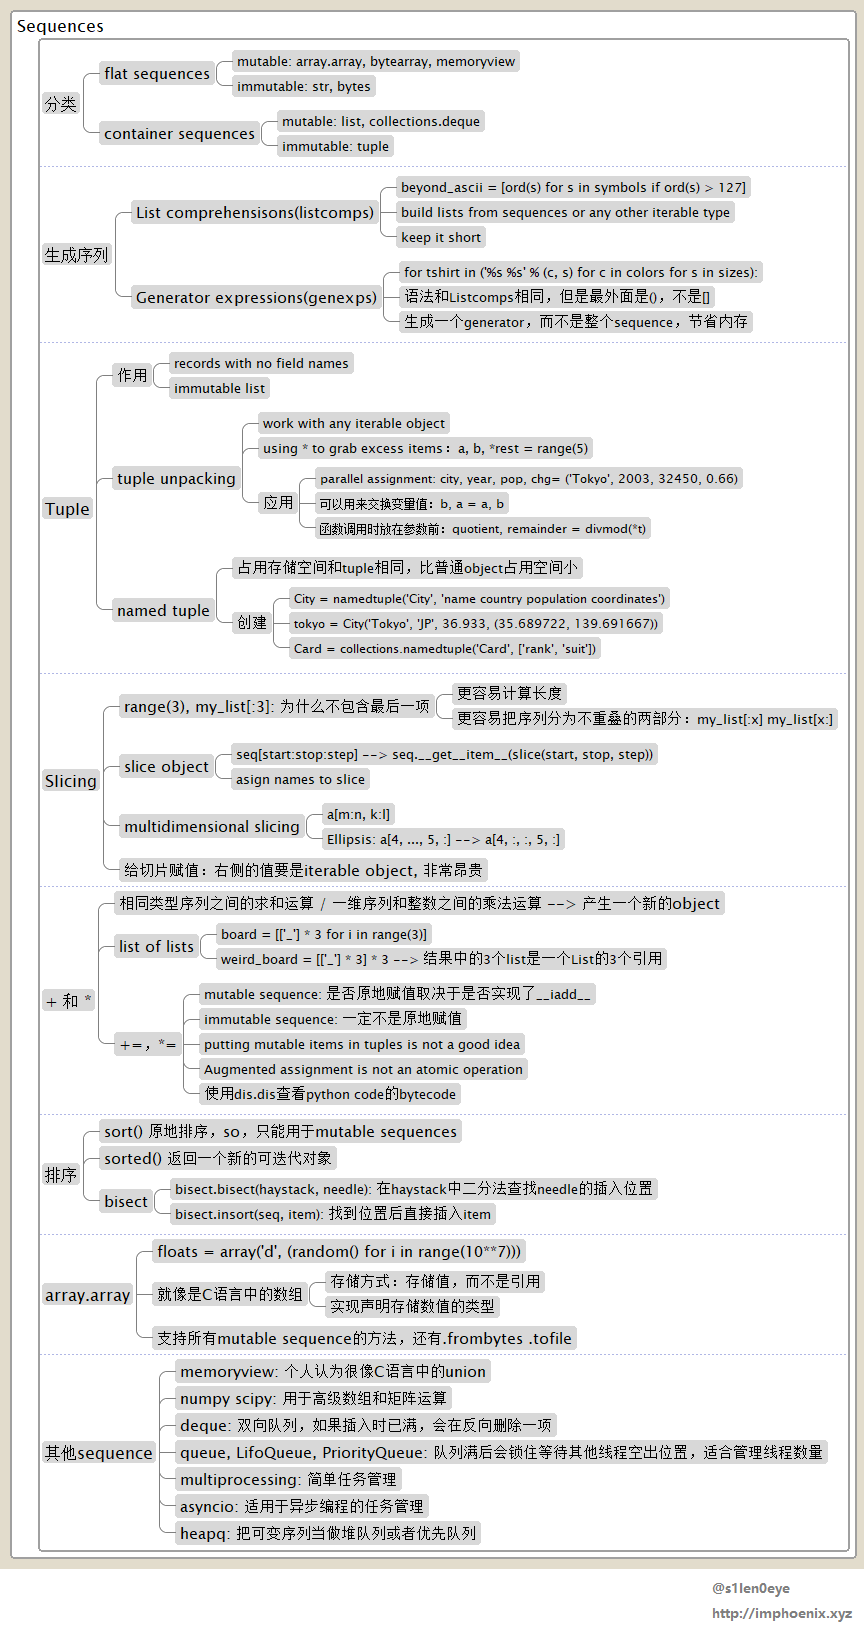 Sequences
分类
flat sequences
mutable: array.array, bytearray, memoryview
immutable: str, bytes
container sequences
mutable: list, collections.deque
immutable: tuple
生成序列
List comprehensisons(listcomps)
beyond_ascii = [ord(s) for s in symbols if ord(s) > 127]
build lists from sequences or any other iterable type
keep it short
Generator expressions(genexps)
for tshirt in ('%s %s' % (c, s) for c in colors for s in sizes):
语法和Listcomps相同，但是最外面是()，不是[]
生成一个generator，而不是整个sequence，节省内存
Tuple
作用
records with no field names
immutable list
tuple unpacking
work with any iterable object
using * to grab excess items：a, b, *rest = range(5)
应用
parallel assignment: city, year, pop, chg= ('Tokyo', 2003, 32450, 0.66)
可以用来交换变量值：b, a = a, b
函数调用时放在参数前：quotient, remainder = divmod(*t)
named tuple
占用存储空间和tuple相同，比普通object占用空间小
创建
City = namedtuple('City', 'name country population coordinates')
tokyo = City('Tokyo', 'JP', 36.933, (35.689722, 139.691667))
Card = collections.namedtuple('Card', ['rank', 'suit'])
Slicing
range(3), my_list[:3]: 为什么不包含最后一项
更容易计算长度
更容易把序列分为不重叠的两部分：my_list[:x] my_list[x:]
slice object
seq[start:stop:step] --> seq.__get__item__(slice(start, stop, step))
asign names to slice
multidimensional slicing
a[m:n, k:l]
Ellipsis: a[4, ..., 5, :] --> a[4, :, :, 5, :]
给切片赋值：右侧的值要是iterable object, 非常昂贵
+ 和 *
相同类型序列之间的求和运算 / 一维序列和整数之间的乘法运算 --> 产生一个新的object
list of lists
board = [['_'] * 3 for i in range(3)]
weird_board = [['_'] * 3] * 3 --> 结果中的3个list是一个List的3个引用
+=，*=
mutable sequence: 是否原地赋值取决于是否实现了__iadd__
immutable sequence: 一定不是原地赋值
putting mutable items in tuples is not a good idea
Augmented assignment is not an atomic operation
使用dis.dis查看python code的bytecode
排序
sort() 原地排序，so，只能用于mutable sequences
sorted() 返回一个新的可迭代对象
bisect
bisect.bisect(haystack, needle): 在haystack中二分法查找needle的插入位置
bisect.insort(seq, item): 找到位置后直接插入item
array.array
floats = array('d', (random() for i in range(10**7)))
就像是C语言中的数组
存储方式：存储值，而不是引用
实现声明存储数值的类型
支持所有mutable sequence的方法，还有.frombytes .tofile
其他sequence
memoryview: 个人认为很像C语言中的union
numpy scipy: 用于高级数组和矩阵运算
deque: 双向队列，如果插入时已满，会在反向删除一项
queue, LifoQueue, PriorityQueue: 队列满后会锁住等待其他线程空出位置，适合管理线程数量
multiprocessing: 简单任务管理
asyncio: 适用于异步编程的任务管理
heapq: 把可变序列当做堆队列或者优先队列
@s1len0eye
http://imphoenix.xyz